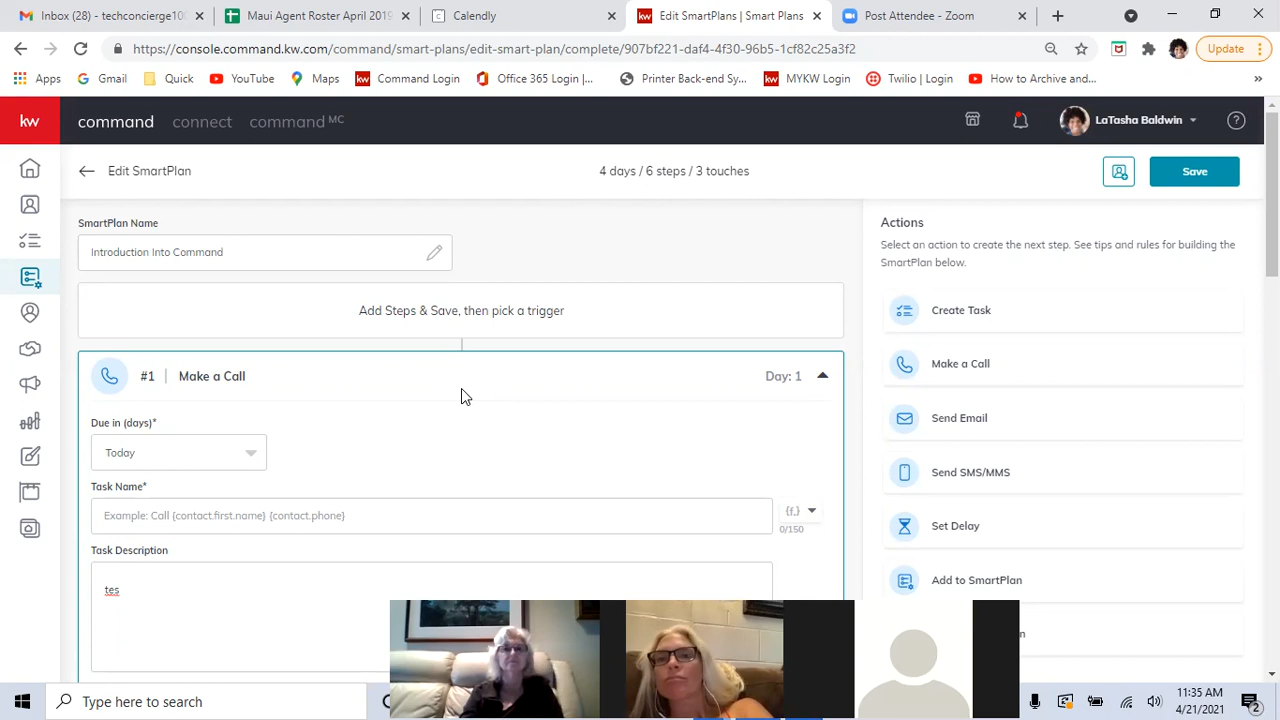 techconcierge100
Maui Agent Roster April 2019
Calendly
Edit SmartPlans | Smart Plans
Post Attendee - Zoom
https://console.command.kw.com/command/smart-plans/edit-smart-plan/complete/907bf221-daf4-4f30-96b5-1cf82c25a3f2
Update
Apps
Gmail
Quick
YouTube
Maps
Command Login
Office 365 Login |...
Printer Back-end Sy...
MYKW Login
Twilio | Login
How to Archive and...
kw
command
connect
command MC
LaTasha Baldwin
Edit SmartPlan
4 days / 6 steps / 3 touches
Save
SmartPlan Name
Introduction Into Command
Add Steps & Save, then pick a trigger
#1
Make a Call
Day: 1
Due in (days)*
Today
Task Name*
Example: Call {contact.first.name} {contact.phone}
{f,}
0/150
Task Description
tes
Actions
Select an action to create the next step. See tips and rules for building the
SmartPlan below.
Create Task
Make a Call
Send Email
Send SMS/MMS
Set Delay
Add to SmartPlan
Type here to search
11:35 AM
4/21/2021
2